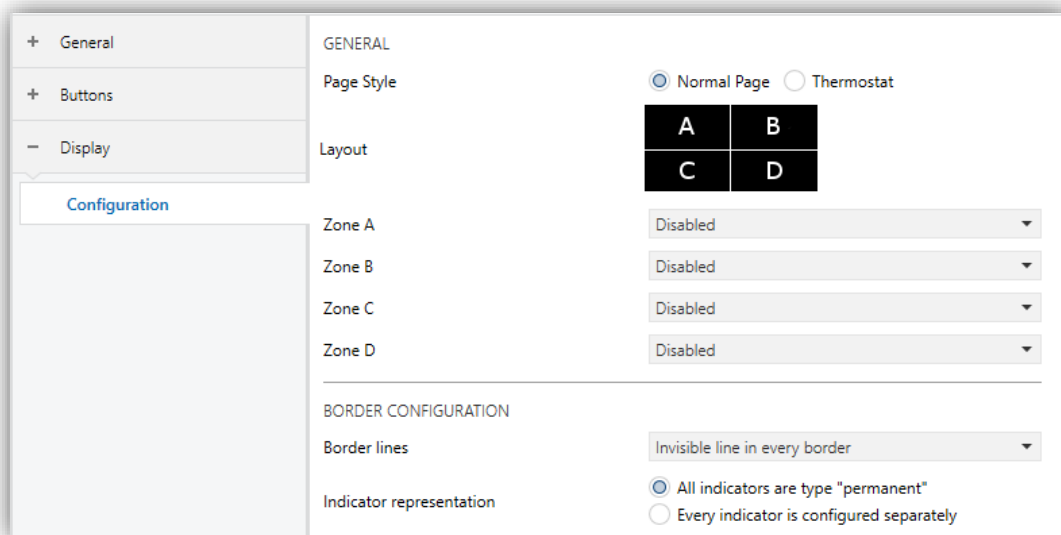 + General
+ Buttons
− Display
Configuration
GENERAL
Page Style Normal Page Thermostat
Layout
A B
C D
Zone A Disabled
Zone B Disabled
Zone C Disabled
Zone D Disabled
BORDER CONFIGURATION
Border lines Invisible line in every border
Indicator representation
All indicators are type "permanent"
Every indicator is configured separately